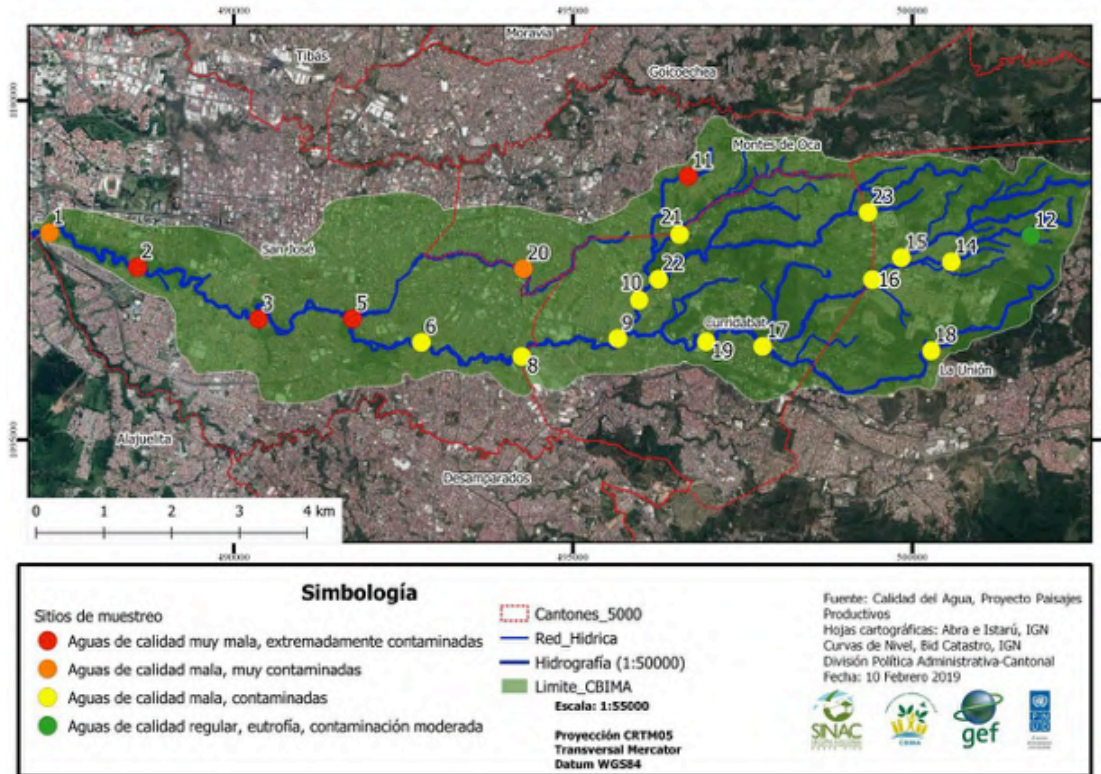 490000 495000 500000
Moravia
Tibás
Goicoechea
1100000
Montes de Oca
11
23
1
21
12
San José
15
14
2
20
22
16
10
3
5
9
Curridabat
17
6
19
18
8
La Unión
1095000
Alajuelita
Desamparados
0 1 2 3 4 km
490000 495000 500000
Simbología
Sitios de muestreo
Aguas de calidad muy mala, extremadamente contaminadas
Aguas de calidad mala, muy contaminadas
Aguas de calidad mala, contaminadas
Aguas de calidad regular, eutrofía, contaminación moderada
Cantones_5000
Red_Hidrica
Hidrografía (1:50000)
Limite_CBIMA
Escala: 1:55000
Proyección CRTM05
Transversal Mercator
Datum WGS84
Fuente: Calidad del Agua, Proyecto Paisajes
Productivos
Hojas cartográficas: Abra e Istarú, IGN
Curvas de Nivel, Bid Catastro, IGN
División Política Administrativa-Cantonal
Fecha: 10 Febrero 2019
SINAC
CBIMA
gef
PNUD